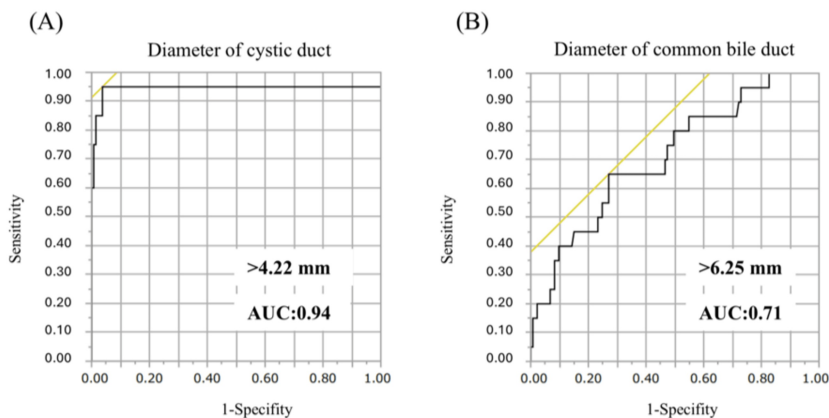 (A)
Diameter of cystic duct
1.00
0.90
0.80
0.70
0.60
0.50
0.40
0.30
0.20
0.10
0.00
Sensitivity
>4.22 mm
AUC:0.94
0.00 0.20 0.40 0.60 0.80 1.00
1-Specifity
(B)
Diameter of common bile duct
1.00
0.90
0.80
0.70
0.60
0.50
0.40
0.30
0.20
0.10
0.00
Sensitivity
>6.25 mm
AUC:0.71
0.00 0.20 0.40 0.60 0.80 1.00
1-Specifity